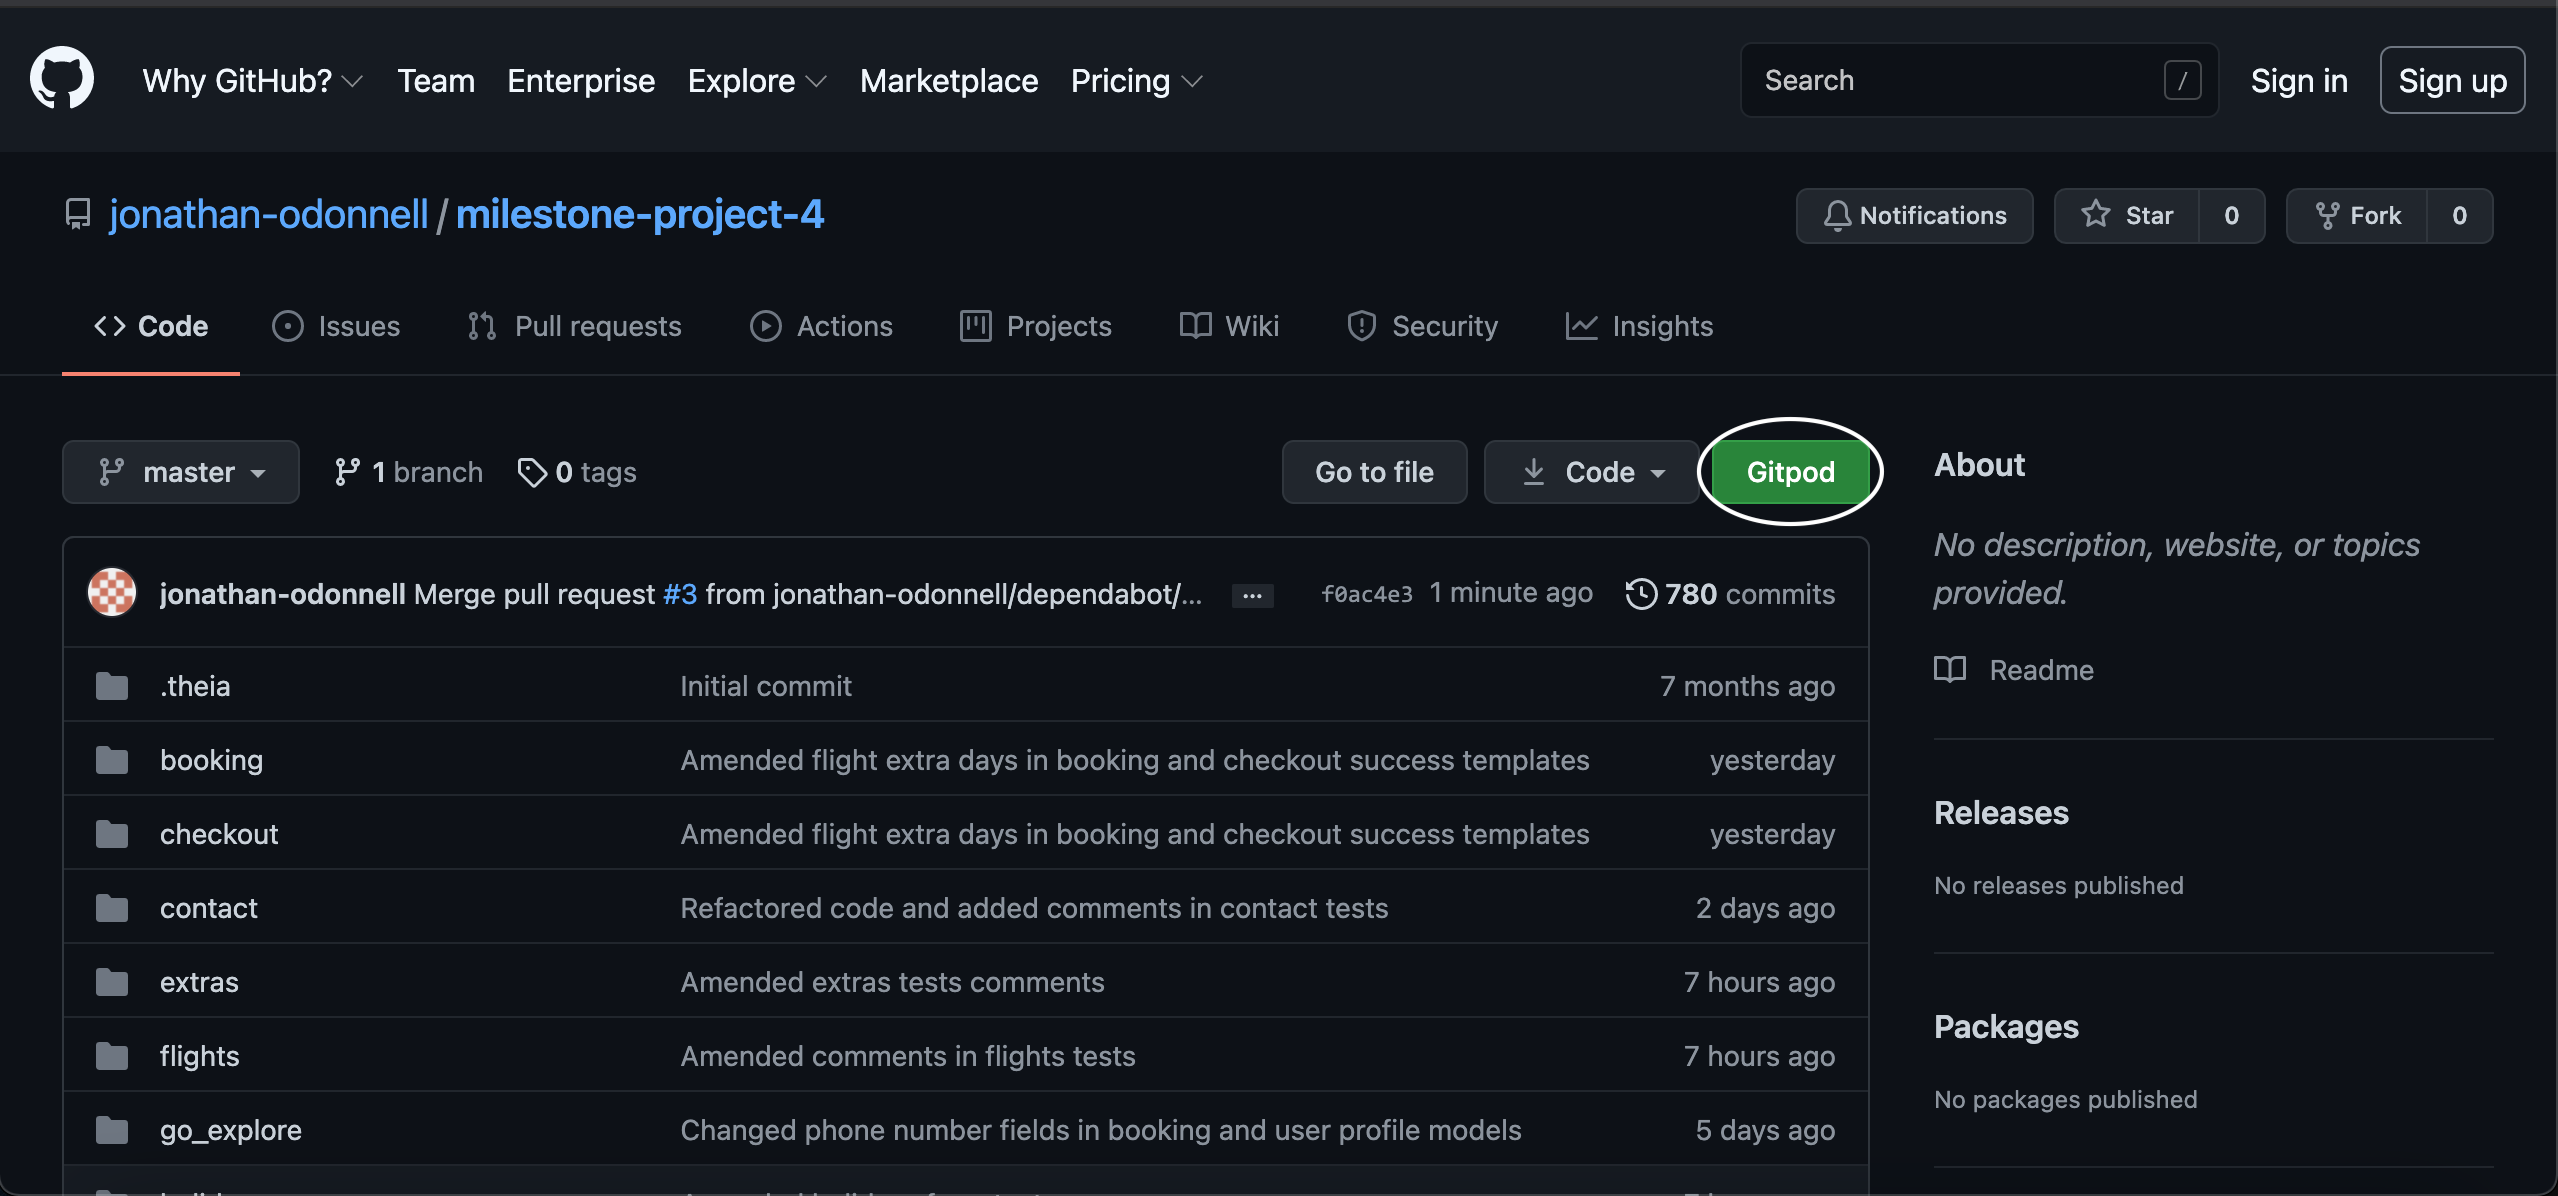 Why GitHub? Team Enterprise Explore Marketplace Pricing Search / Sign in Sign up
jonathan-odonnell / milestone-project-4 Notifications Star 0 Fork 0
Code Issues Pull requests Actions Projects Wiki Security Insights
master 1 branch 0 tags Go to file Code Gitpod
jonathan-odonnell Merge pull request #3 from jonathan-odonnell/dependabot/... ... f0ac4e3 1 minute ago 780 commits
.theia Initial commit 7 months ago
booking Amended flight extra days in booking and checkout success templates yesterday
checkout Amended flight extra days in booking and checkout success templates yesterday
contact Refactored code and added comments in contact tests 2 days ago
extras Amended extras tests comments 7 hours ago
flights Amended comments in flights tests 7 hours ago
go_explore Changed phone number fields in booking and user profile models 5 days ago
About
No description, website, or topics
provided.
Readme
Releases
No releases published
Packages
No packages published